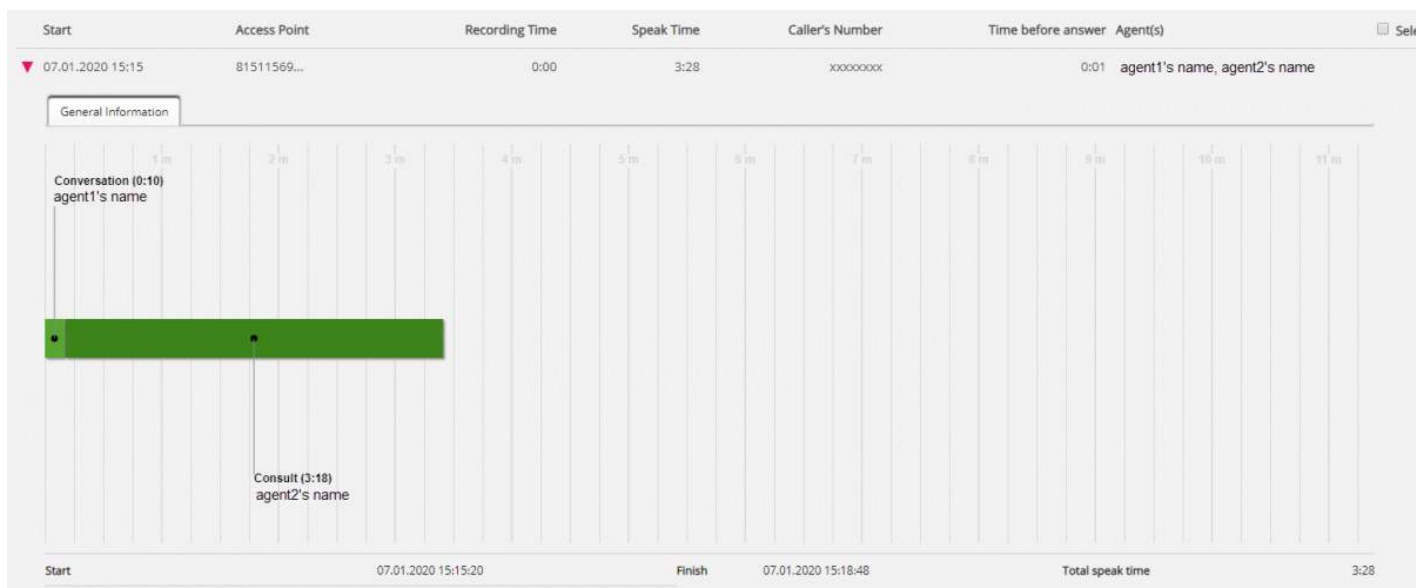 Start Access Point Recording Time Speak Time Caller's Number Time before answer Agent(s) Sele
07.01.2020 15:15 81511569... 0:00 3:28 xxxxxxxx 0:01 agent1's name, agent2's name
General Information
1 m 2 m 3 m 4 m 5 m 6 m 7 m 8 m 9 m 10 m 11 m
Conversation (0:10)
agent1's name
Consult (3:18)
agent2's name
Start 07.01.2020 15:15:20 Finish 07.01.2020 15:18:48 Total speak time 3:28